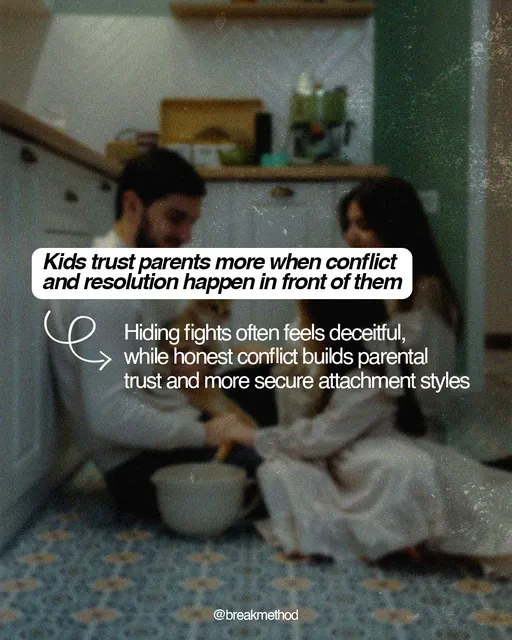 Kids trust parents more when conflict
and resolution happen in front of them
Hiding fights often feels deceitful,
while honest conflict builds parental
trust and more secure attachment styles
@breakmethod